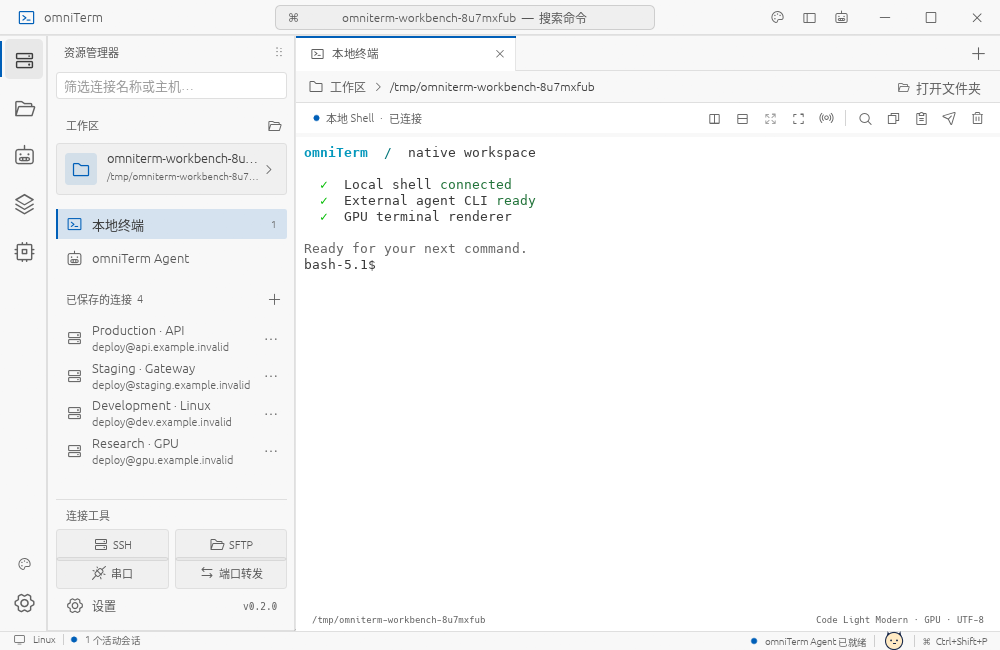 omniTerm
⌘ omniterm-workbench-8u7mxfub — 搜索命令
资源管理器
筛选连接名称或主机…
工作区
omniterm-workbench-8u…
/tmp/omniterm-workbench-8u7…
本地终端 1
omniTerm Agent
已保存的连接 4
Production · API
deploy@api.example.invalid
Staging · Gateway
deploy@staging.example.invalid
Development · Linux
deploy@dev.example.invalid
Research · GPU
deploy@gpu.example.invalid
连接工具
SSH
SFTP
串口
端口转发
设置 v0.2.0
本地终端
工作区 /tmp/omniterm-workbench-8u7mxfub
打开文件夹
本地 Shell · 已连接
omniTerm / native workspace
✓ Local shell connected
✓ External agent CLI ready
✓ GPU terminal renderer
Ready for your next command.
bash-5.1$
/tmp/omniterm-workbench-8u7mxfub
Code Light Modern · GPU · UTF-8
Linux
1 个活动会话
omniTerm Agent 已就绪
⌘ Ctrl+Shift+P